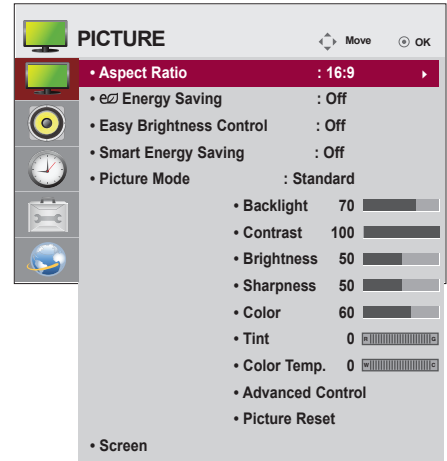 PICTURE Move OK
• Aspect Ratio : 16:9
• Energy Saving : Off
• Easy Brightness Control : Off
• Smart Energy Saving : Off
• Picture Mode : Standard
• Backlight 70
• Contrast 100
• Brightness 50
• Sharpness 50
• Color 60
• Tint 0 R G
• Color Temp. 0 W C
• Advanced Control
• Picture Reset
• Screen